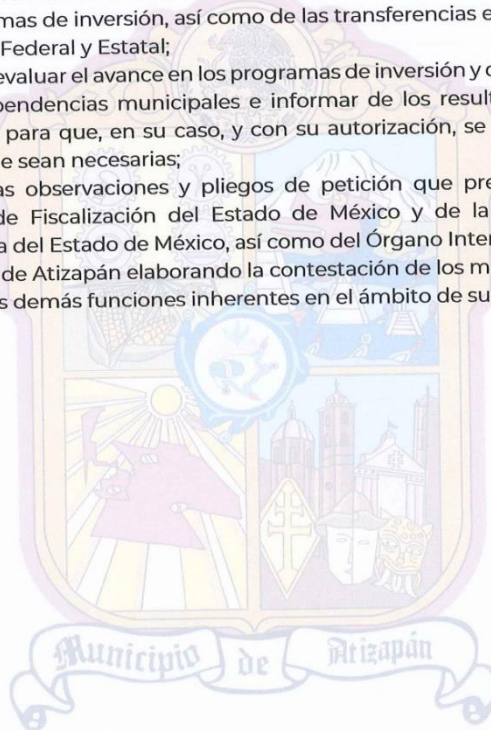 mas de inversión, así como de las transferencias e
Federal y Estatal;
evaluar el avance en los programas de inversión y
pendencias municipales e informar de los result
para que, en su caso, y con su autorización, se
e sean necesarias;
as observaciones y pliegos de petición que pre
de Fiscalización del Estado de México y de la
a del Estado de México, así como del Órgano Inter
de Atizapán elaborando la contestación de los m
s demás funciones inherentes en el ámbito de su
Municipio de Atizapán